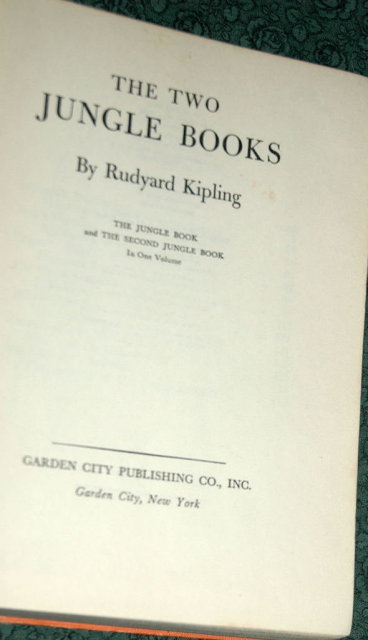 THE TWO
JUNGLE BOOKS
By Rudyard Kipling
THE JUNGLE BOOK
and THE SECOND JUNGLE BOOK
In One Volume
GARDEN CITY PUBLISHING CO., INC.
Garden City, New York